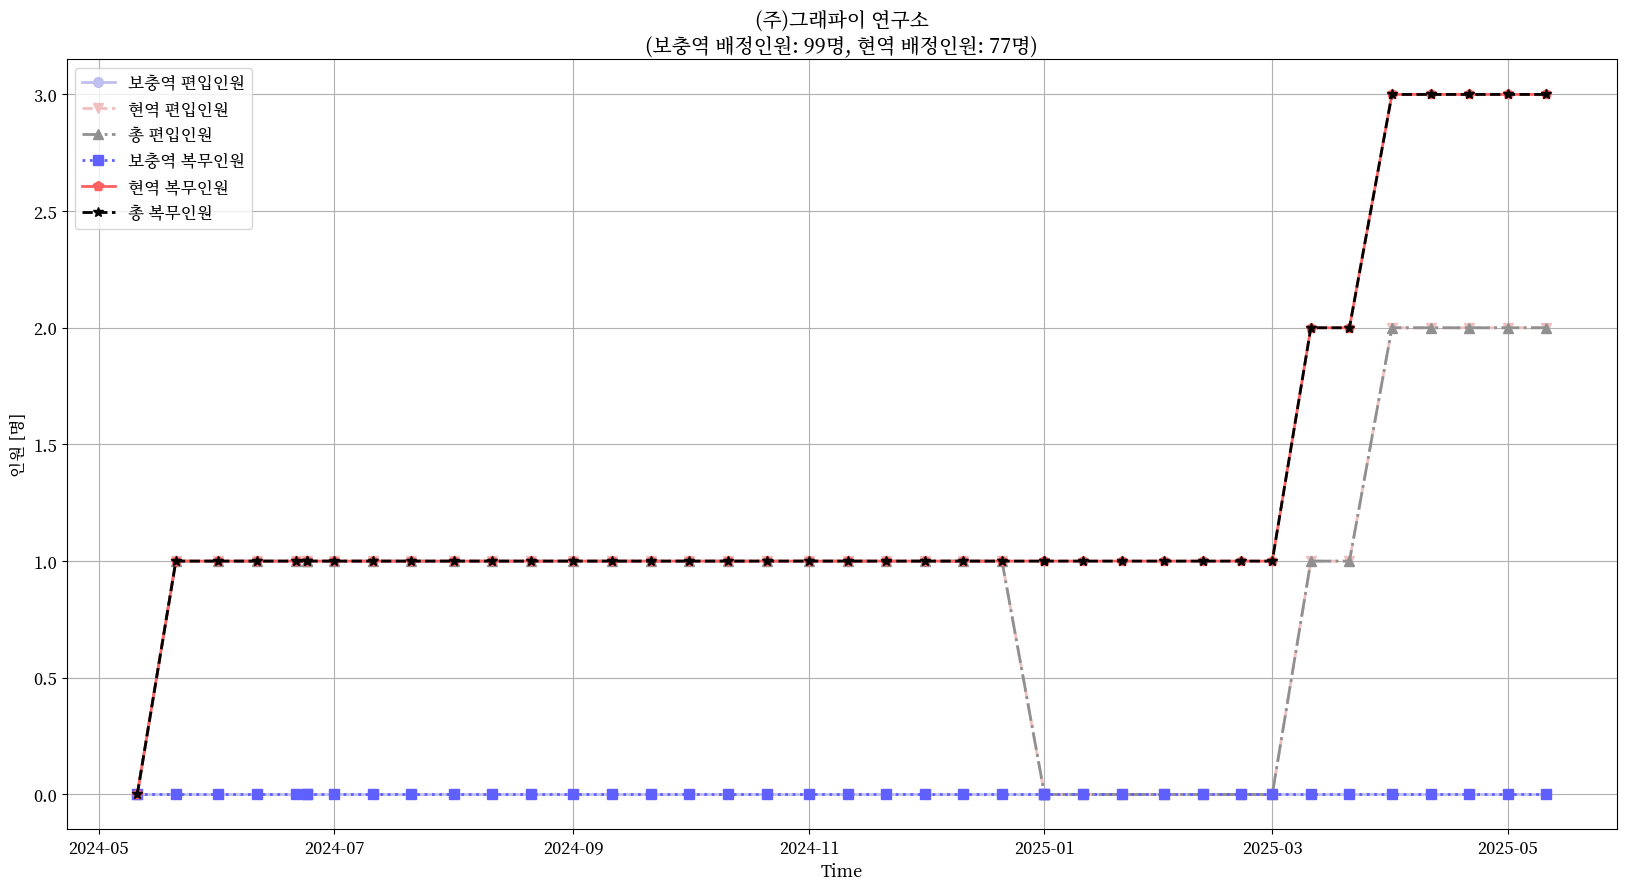 (주)그래파이 연구소
(보충역 배정인원: 99명, 현역 배정인원: 77명)
보충역 편입인원
현역 편입인원
총 편입인원
보충역 복무인원
현역 복무인원
총 복무인원
3.0
2.5
2.0
1.5
1.0
0.5
0.0
인원 [명]
2024-05
2024-07
2024-09
2024-11
2025-01
2025-03
2025-05
Time